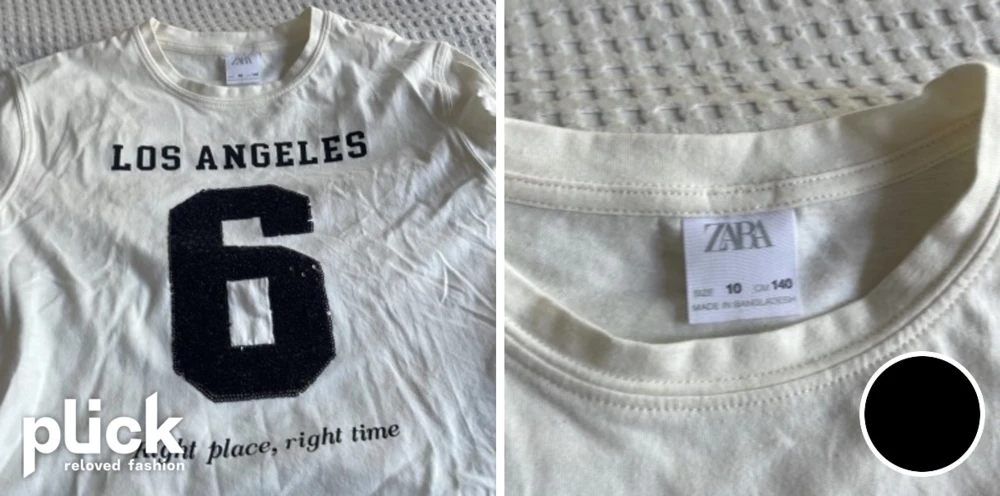 ZARA
LOS ANGELES
6
Right place, right time
plick
reloved fashion
ZARA
SIZE 10 CM 140
MADE IN BANGLADESH